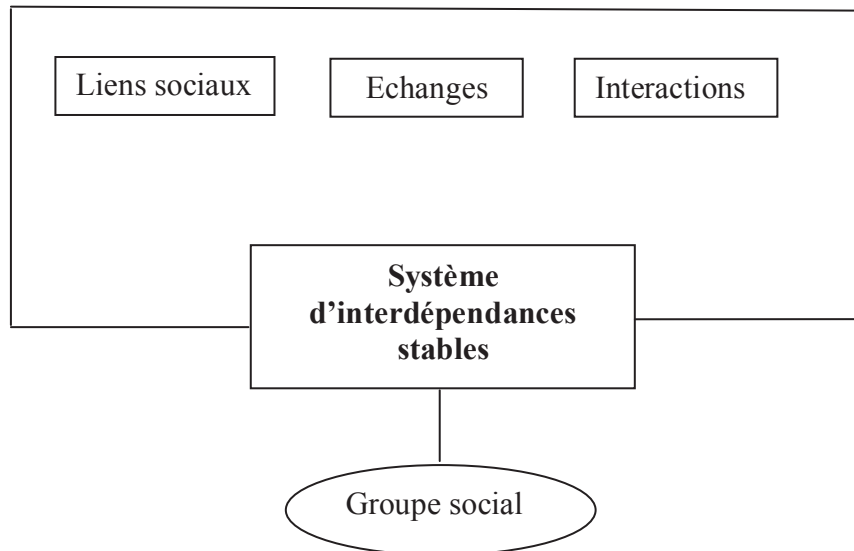 Liens sociaux
Echanges
Interactions
Système
d’interdépendances
stables
Groupe social